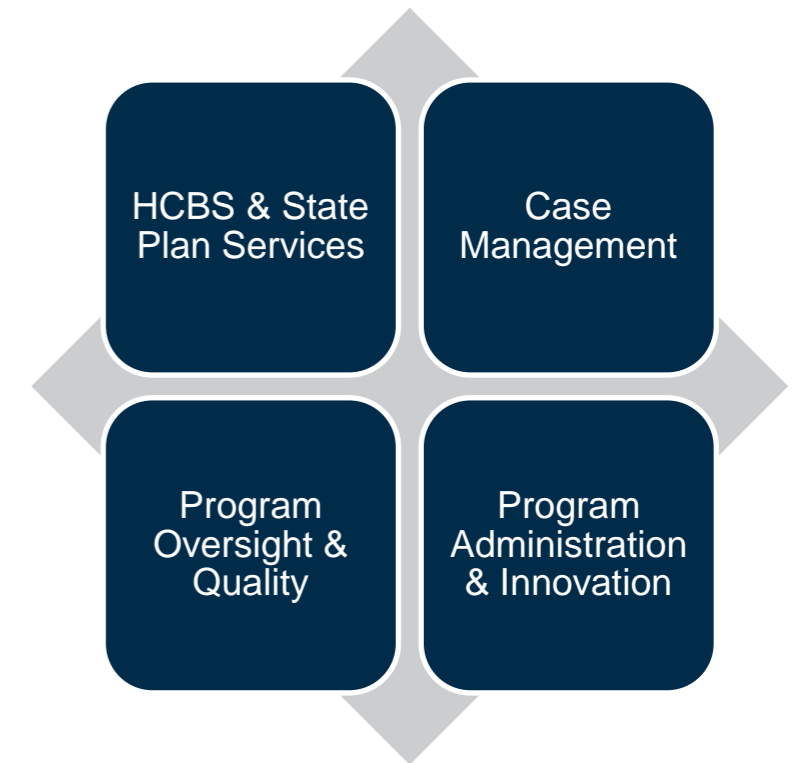 HCBS & State
Plan Services
Case
Management
Program
Oversight &
Quality
Program
Administration
& Innovation